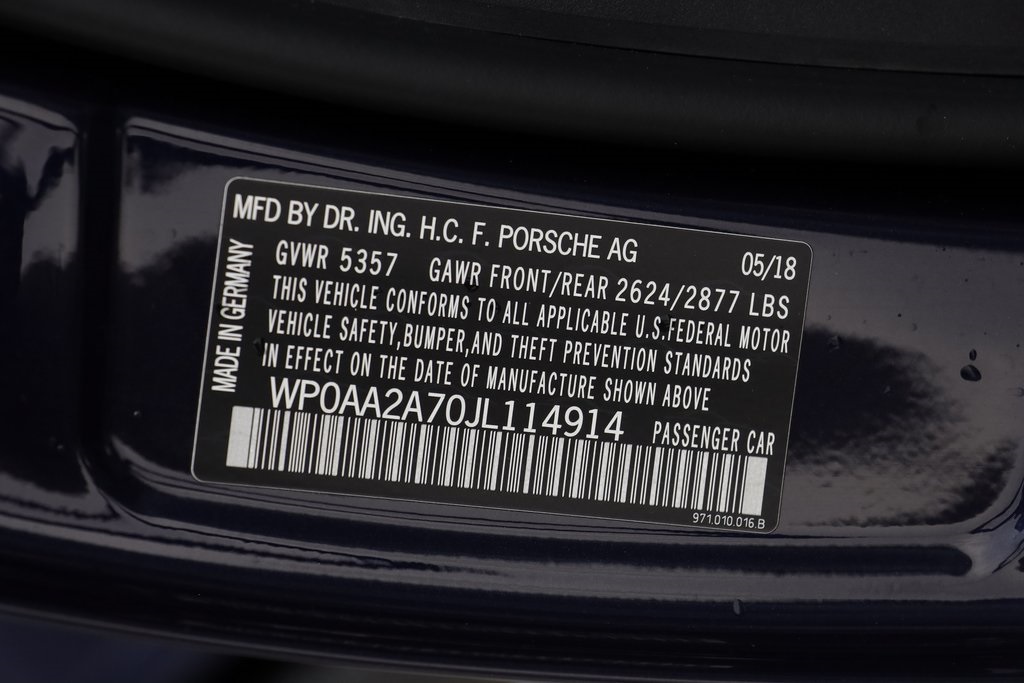 MFD BY DR. ING. H.C. F. PORSCHE AG 05/18
GVWR 5357 GAWR FRONT/REAR 2624/2877 LBS
THIS VEHICLE CONFORMS TO ALL APPLICABLE U.S.FEDERAL MOTOR
VEHICLE SAFETY,BUMPER,AND THEFT PREVENTION STANDARDS
IN EFFECT ON THE DATE OF MANUFACTURE SHOWN ABOVE
WP0AA2A70JL114914 PASSENGER CAR
971.010.016.B
MADE IN GERMANY